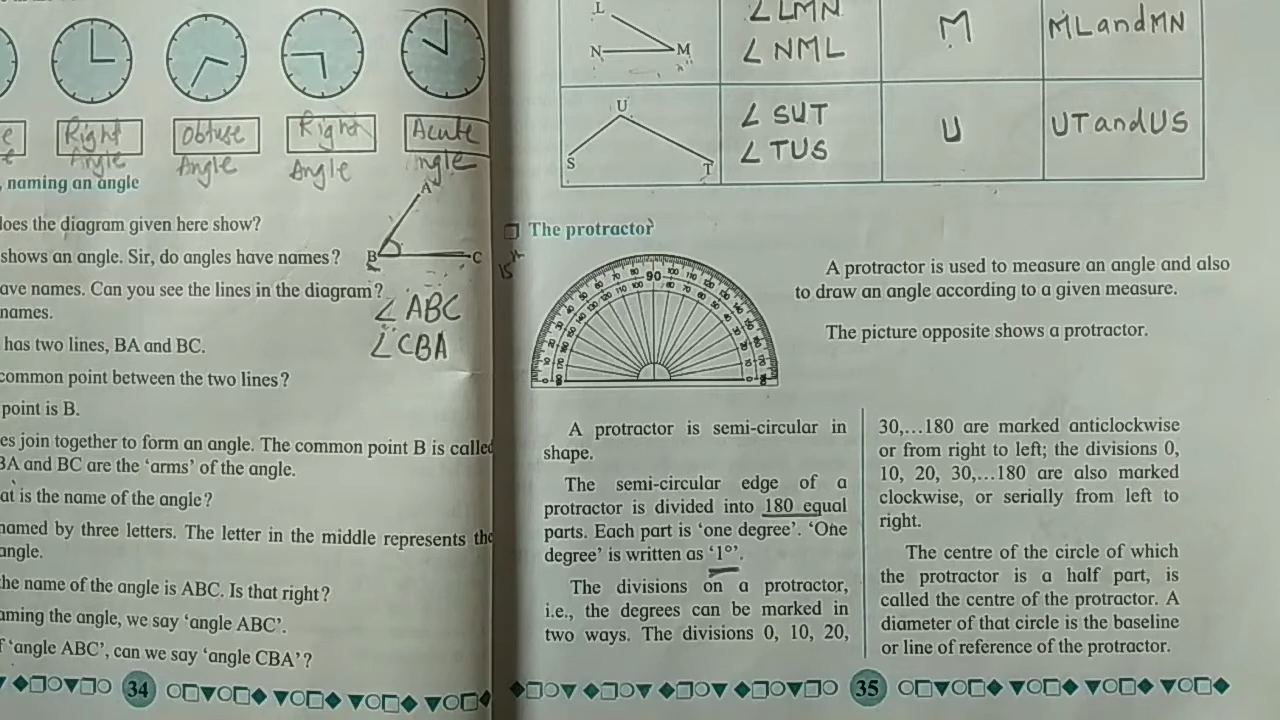 Right
Angle
Obtuse
Angle
Right
Angle
Acute
ngle
, naming an angle
loes the diagram given here show?
shows an angle. Sir, do angles have names?
ave names. Can you see the lines in the diagram?
names.
has two lines, BA and BC.
common point between the two lines?
point is B.
es join together to form an angle. The common point B is called
BA and BC are the ‘arms’ of the angle.
at is the name of the angle?
named by three letters. The letter in the middle represents the
angle.
he name of the angle is ABC. Is that right?
aming the angle, we say ‘angle ABC’.
f ‘angle ABC’, can we say ‘angle CBA’?
A
B
C
∠ ABC
∠ CBA
34
L
N
M
∠ LMN
∠ NML
M
ML and MN
U
S
T
∠ SUT
∠ TUS
U
UT and US
The protractor
90
A protractor is used to measure an angle and also
to draw an angle according to a given measure.
The picture opposite shows a protractor.
A protractor is semi-circular in
shape.
The semi-circular edge of a
protractor is divided into 180 equal
parts. Each part is ‘one degree’. ‘One
degree’ is written as ‘1°’.
The divisions on a protractor,
i.e., the degrees can be marked in
two ways. The divisions 0, 10, 20,
30,...180 are marked anticlockwise
or from right to left; the divisions 0,
10, 20, 30,...180 are also marked
clockwise, or serially from left to
right.
The centre of the circle of which
the protractor is a half part, is
called the centre of the protractor. A
diameter of that circle is the baseline
or line of reference of the protractor.
35